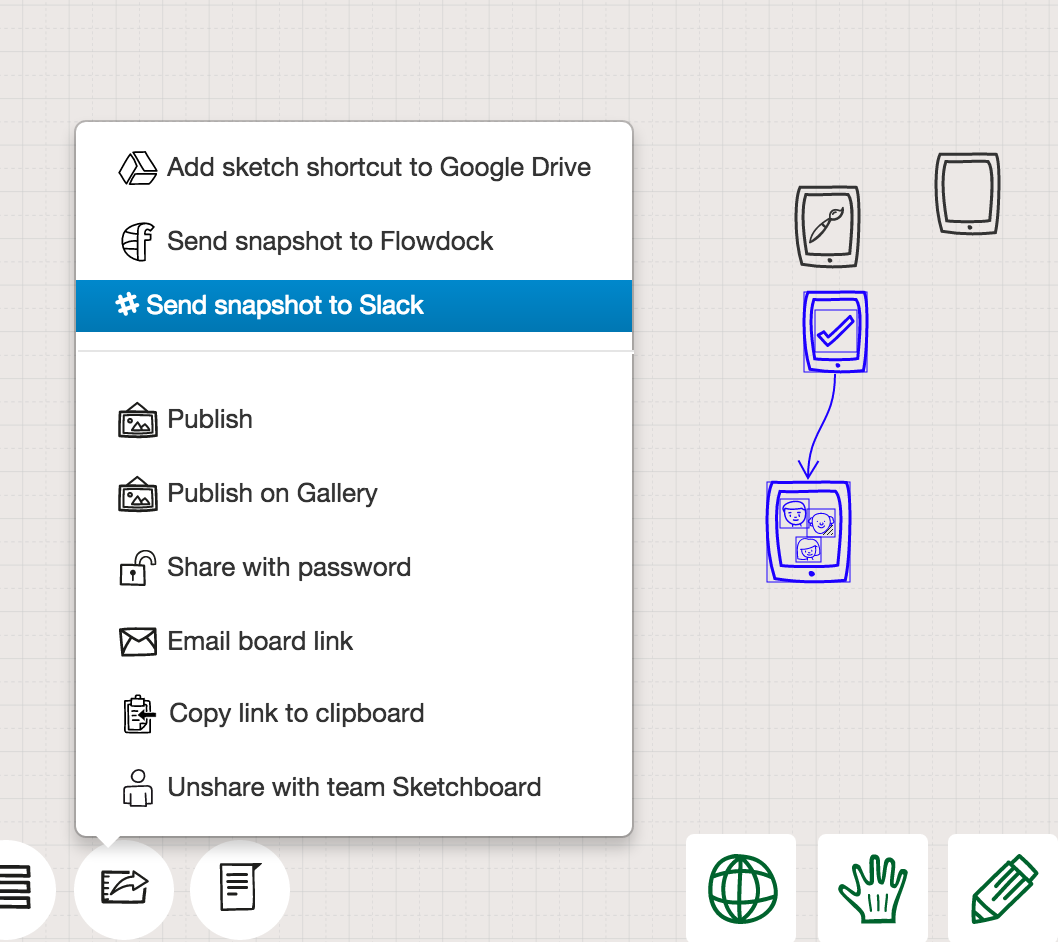 Add sketch shortcut to Google Drive
Send snapshot to Flowdock
Send snapshot to Slack
Publish
Publish on Gallery
Share with password
Email board link
Copy link to clipboard
Unshare with team Sketchboard